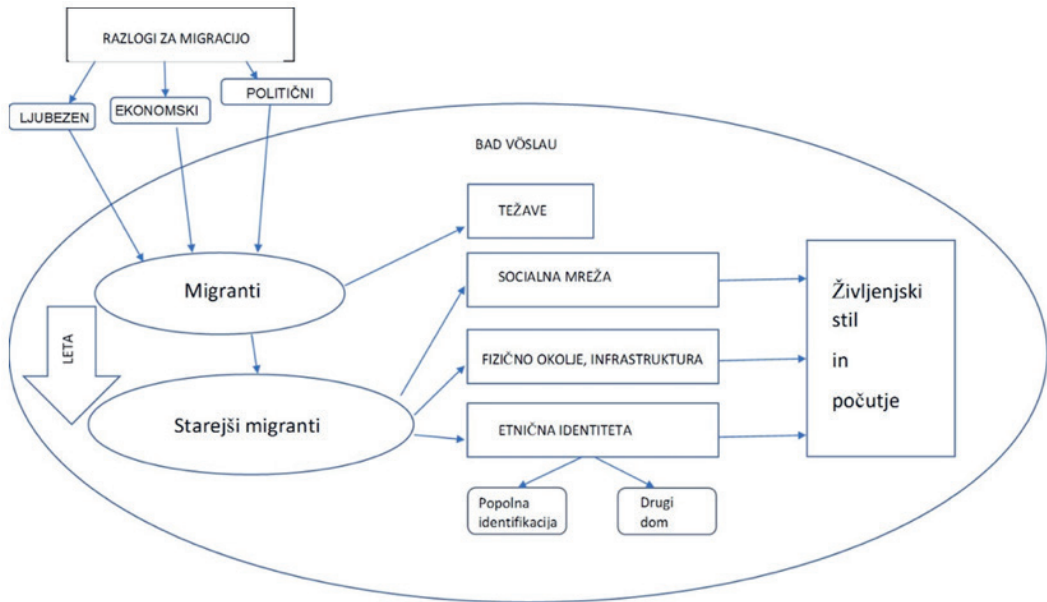 RAZLOGI ZA MIGRACIJO
LJUBEZEN
EKONOMSKI
POLITIČNI
BAD VÖSLAU
TEŽAVE
SOCIALNA MREŽA
Migranti
Življenjski
stil
in
počutje
LETA
FIZIČNO OKOLJE, INFRASTRUKTURA
Starejši migranti
ETNIČNA IDENTITETA
Popolna
identifikacija
Drugi
dom